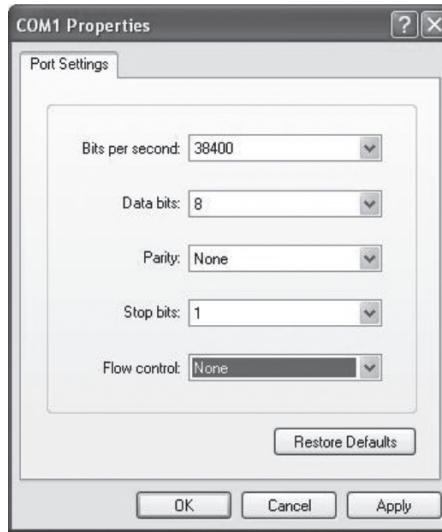 COM1 Properties
Port Settings
Bits per second: 38400
Data bits: 8
Parity: None
Stop bits: 1
Flow control: None
Restore Defaults
OK Cancel Apply